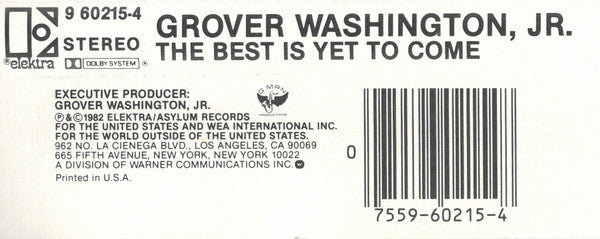 9 60215-4
GROVER WASHINGTON, JR.
STEREO
THE BEST IS YET TO COME
elektra
DOLBY SYSTEM
EXECUTIVE PRODUCER:
GROVER WASHINGTON, JR.
G-MAN
PRODUCTIONS
℗&©1982 ELEKTRA/ASYLUM RECORDS
FOR THE UNITED STATES AND WEA INTERNATIONAL INC.
FOR THE WORLD OUTSIDE OF THE UNITED STATES.
962 NO. LA CIENEGA BLVD., LOS ANGELES, CA 90069
665 FIFTH AVENUE, NEW YORK, NEW YORK 10022
A DIVISION OF WARNER COMMUNICATIONS INC.
Printed in U.S.A.
0
7559-60215-4